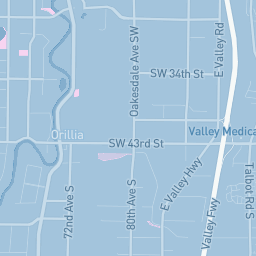 Oakesdale Ave SW
E Valley Rd
SW 34th St
Orillia
Valley Medica
SW 43rd St
72nd Ave S
80th Ave S
E Valley Hwy
Valley Fwy
Talbot Rd S